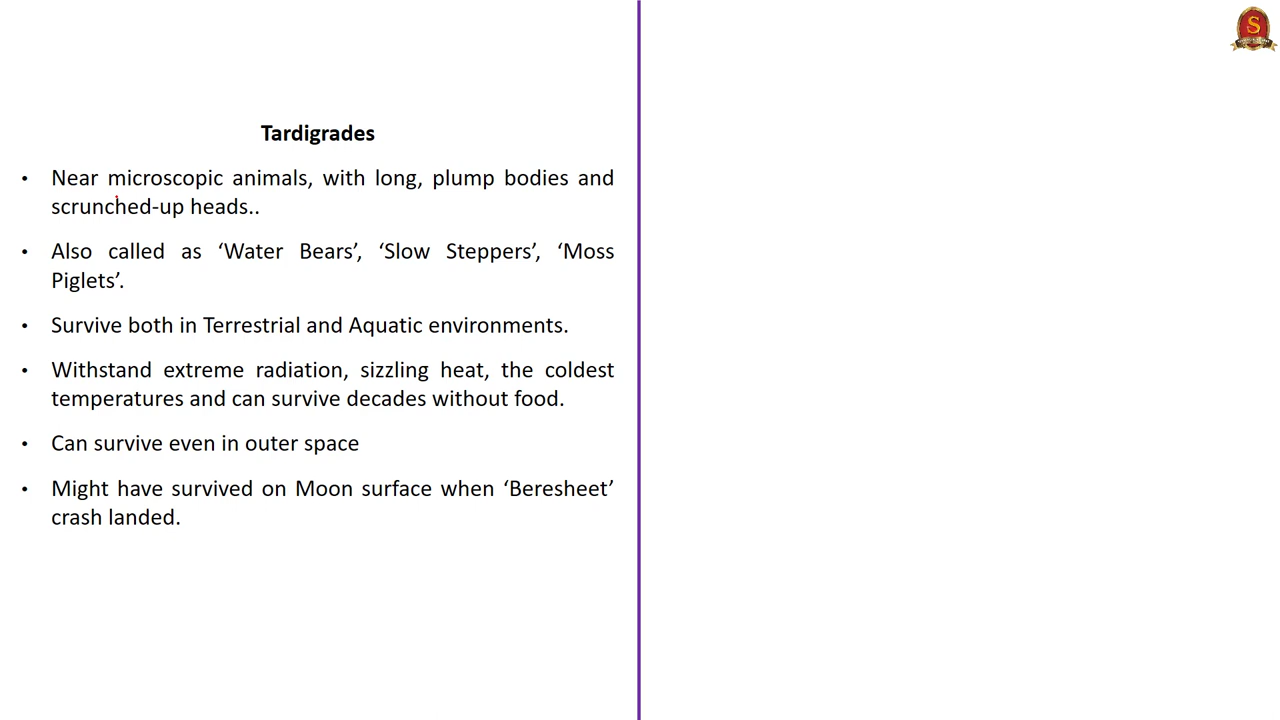 Tardigrades
• Near microscopic animals, with long, plump bodies and
scrunched-up heads..
• Also called as ‘Water Bears’, ‘Slow Steppers’, ‘Moss
Piglets’.
• Survive both in Terrestrial and Aquatic environments.
• Withstand extreme radiation, sizzling heat, the coldest
temperatures and can survive decades without food.
• Can survive even in outer space
• Might have survived on Moon surface when ‘Beresheet’
crash landed.
S